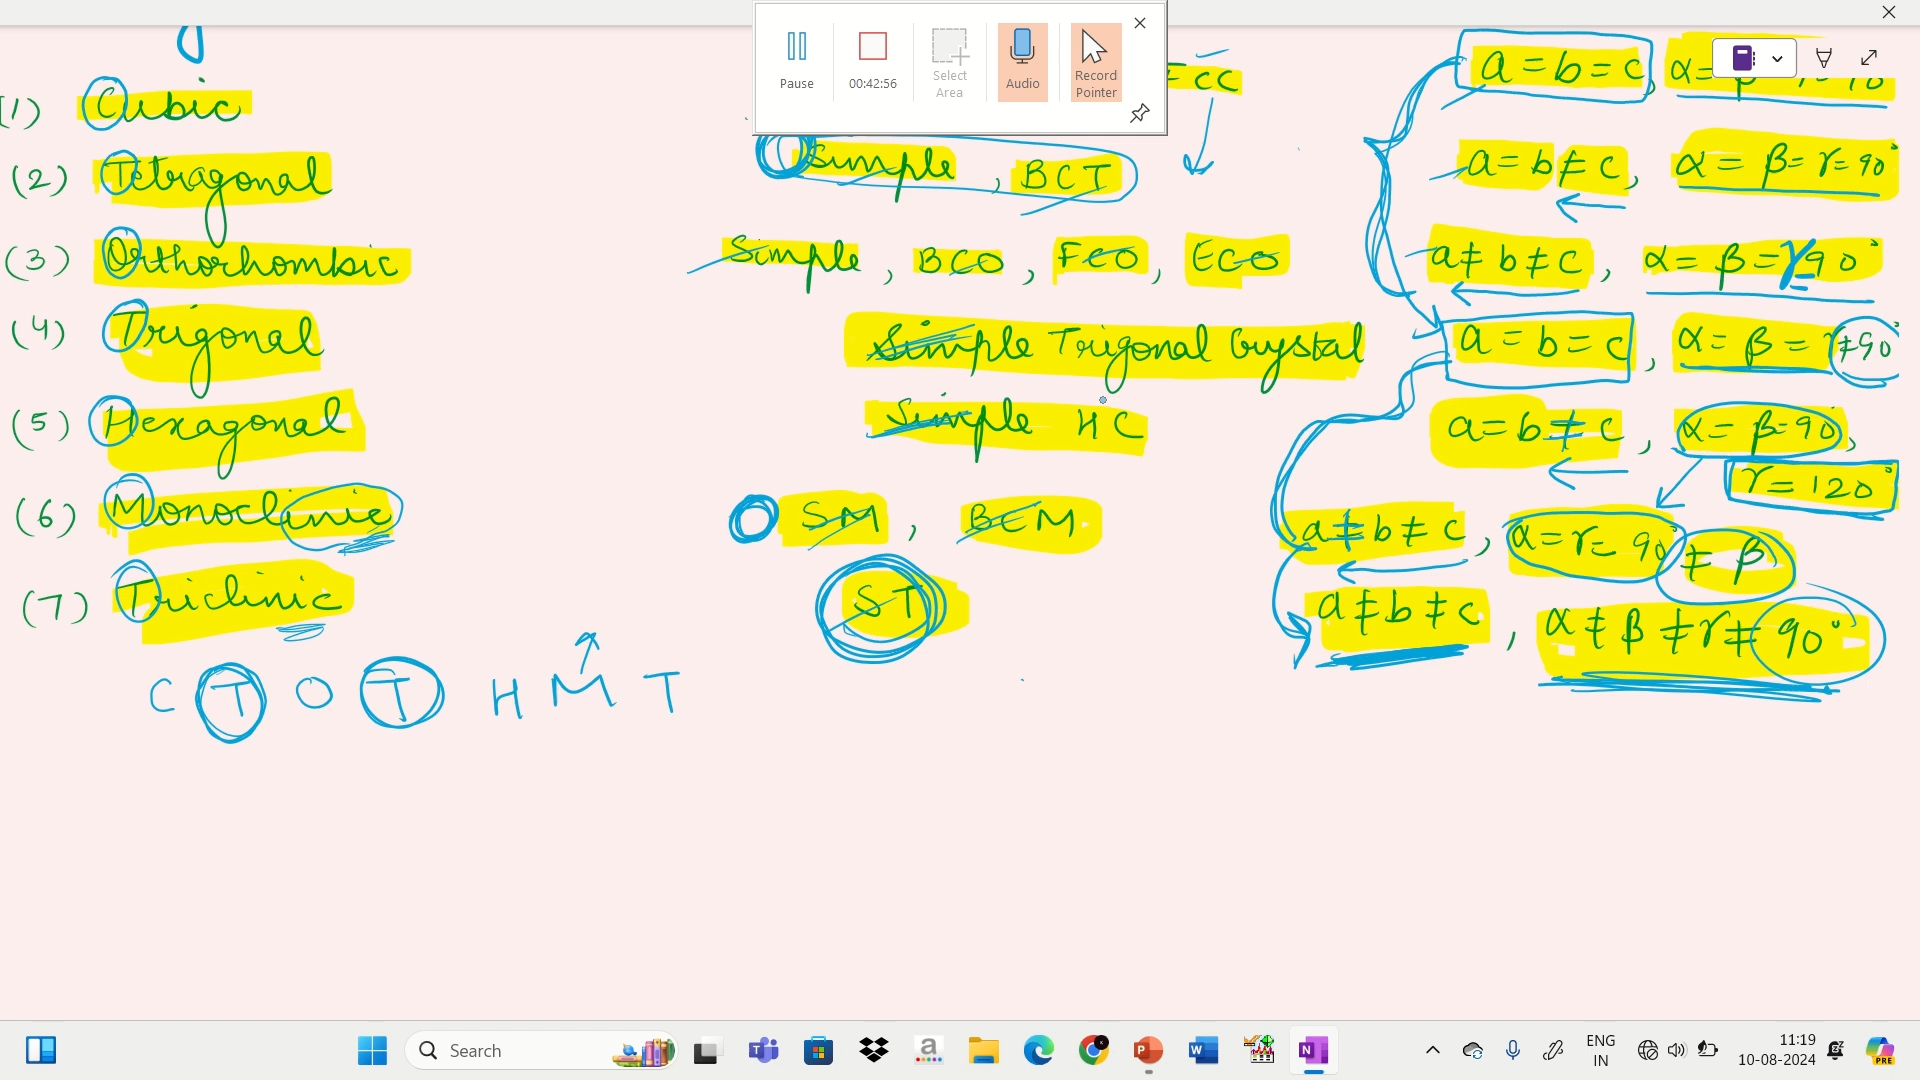 Pause
00:42:56
Select Area
Audio
Record Pointer
(1) Cubic FCC a = b = c, α =
(2) Tetragonal Simple, BCT a = b ≠ c, α = β = γ = 90°
(3) Orthorhombic Simple, BCO, FCO, ECO a ≠ b ≠ c, α = β = γ 90°
(4) Trigonal Simple Trigonal Crystal a = b = c, α = β = γ ≠ 90°
(5) Hexagonal Simple HC a = b ≠ c, α = β = 90°,
γ = 120°
(6) Monoclinic SM, BCM a ≠ b ≠ c, α = γ = 90° ≠ β
(7) Triclinic ST a ≠ b ≠ c, α ≠ β ≠ γ ≠ 90°
C T O T H M T
Search
ENG
IN
11:19
10-08-2024
PRE